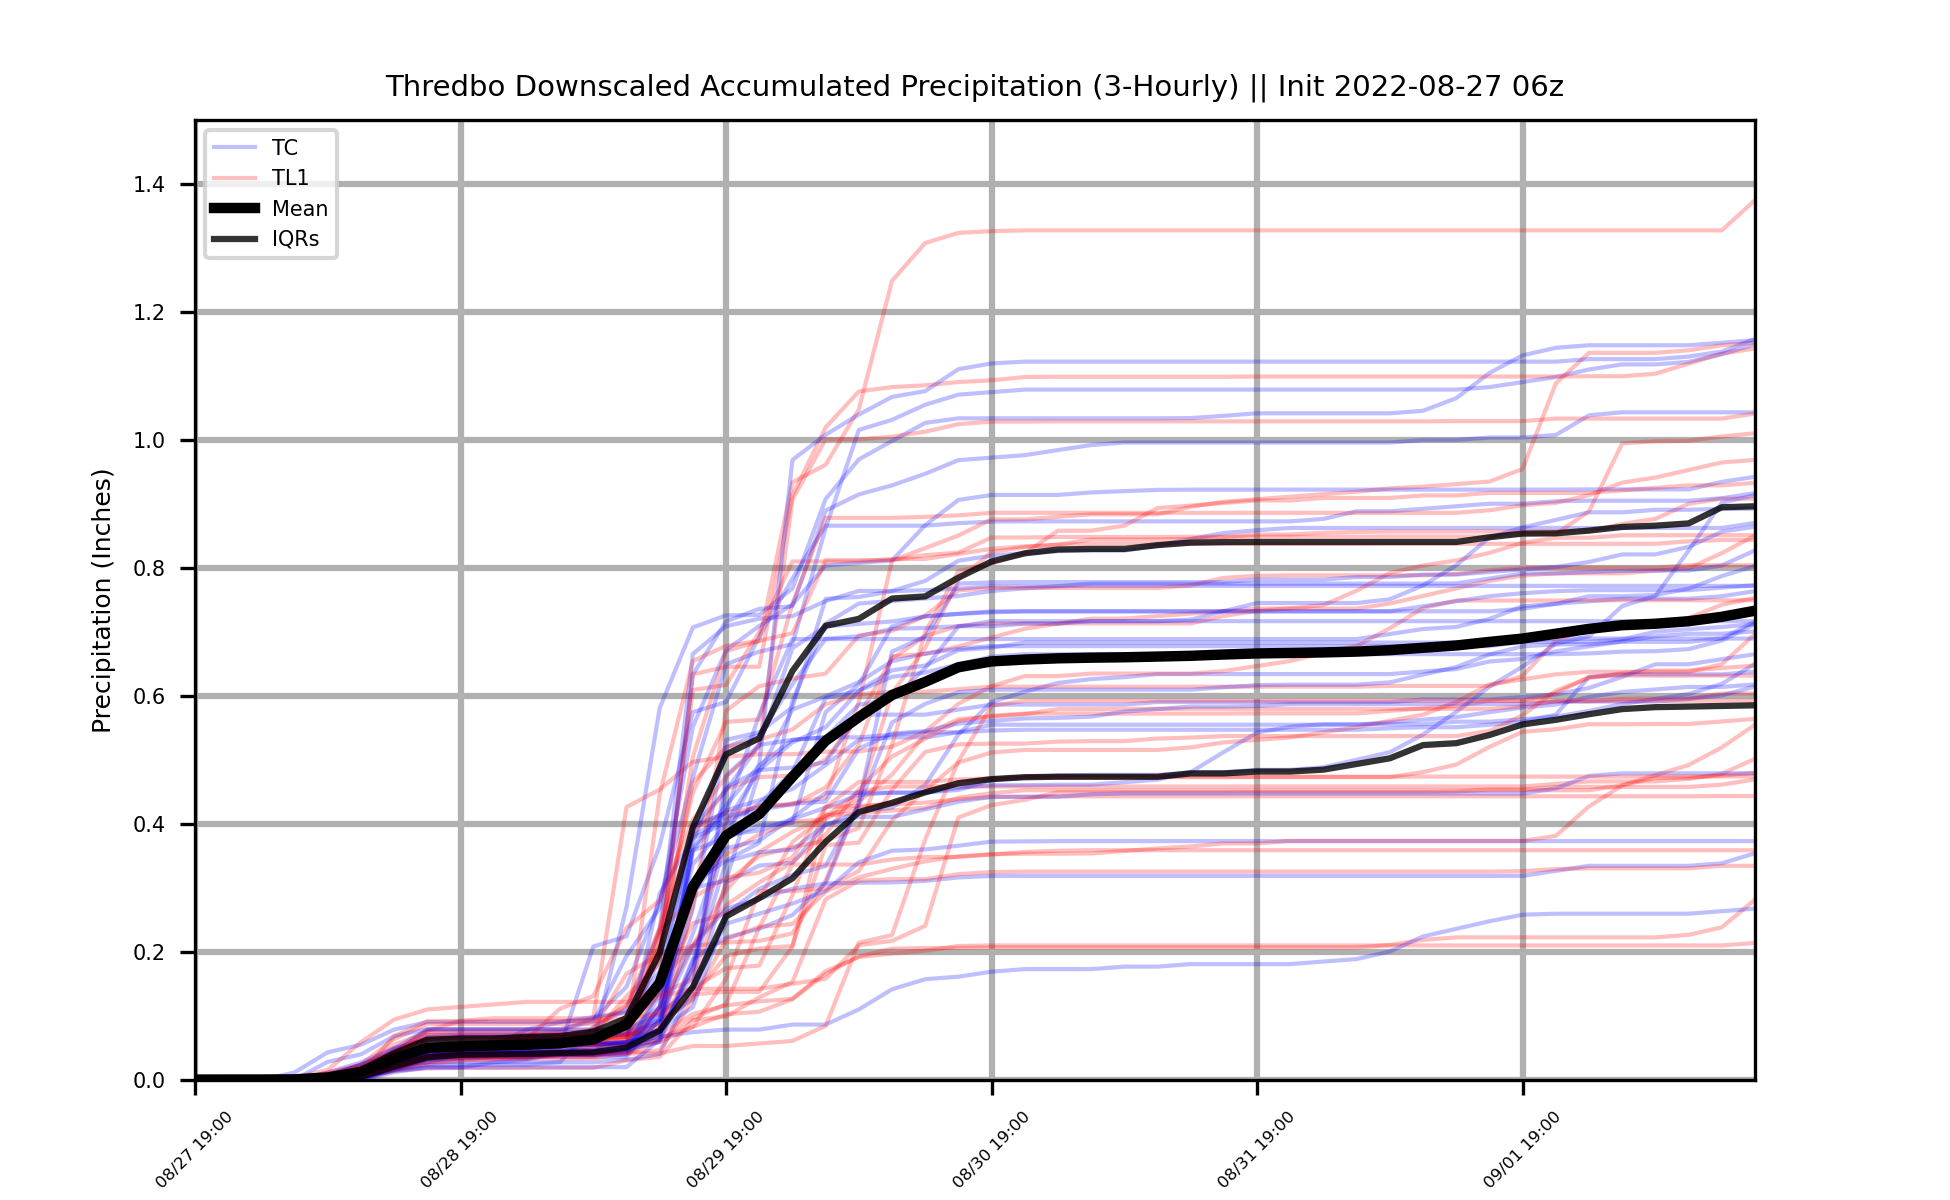 Thredbo Downscaled Accumulated Precipitation (3-Hourly) || Init 2022-08-27 06z
TC
TL1
Mean
IQRs
Precipitation (Inches)
1.4
1.2
1.0
0.8
0.6
0.4
0.2
0.0
08/27 19:00
08/28 19:00
08/29 19:00
08/30 19:00
08/31 19:00
09/01 19:00